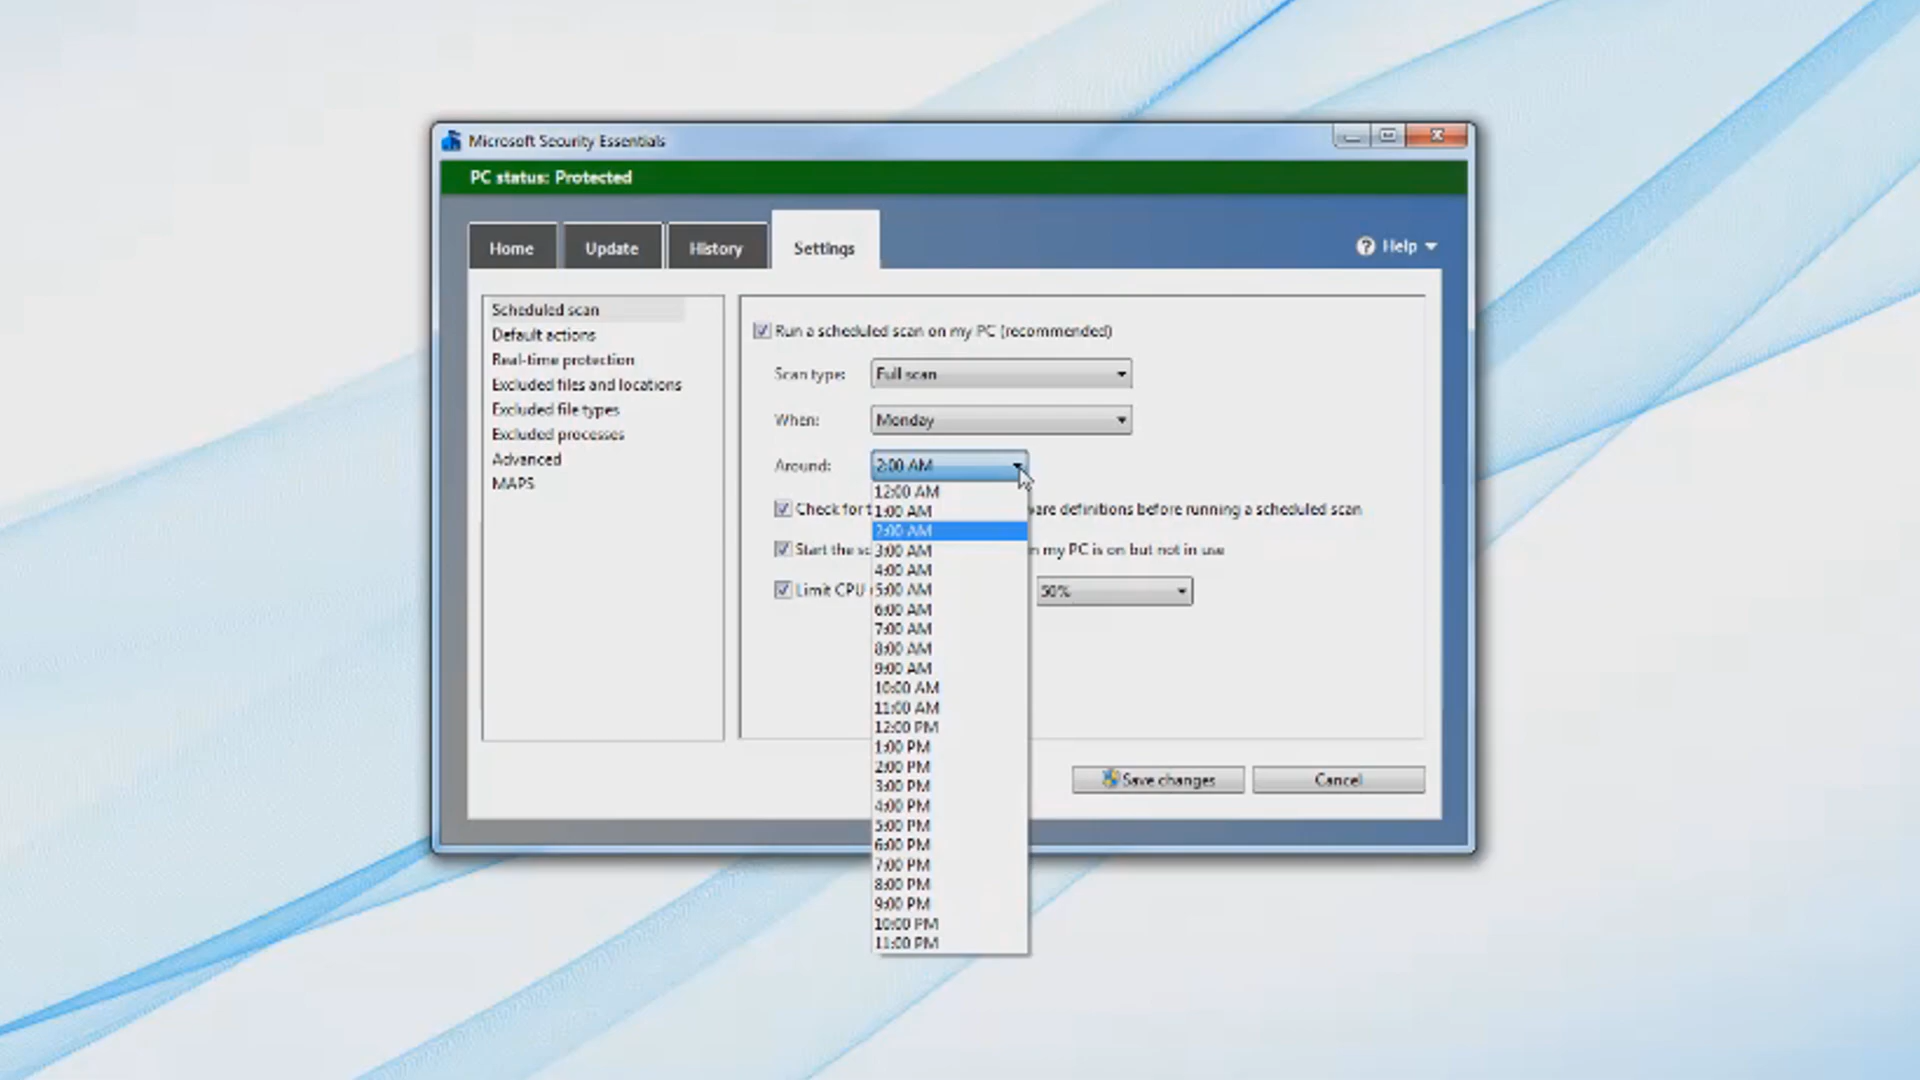 Microsoft Security Essentials
PC status: Protected
Home
Update
History
Settings
Help
Scheduled scan
Default actions
Real-time protection
Excluded files and locations
Excluded file types
Excluded processes
Advanced
MAPS
Run a scheduled scan on my PC (recommended)
Scan type: Full scan
When: Monday
Around: 2:00 AM
12:00 AM
Check for t
1:00 AM
are definitions before running a scheduled scan
2:00 AM
Start the sc
3:00 AM
n my PC is on but not in use
4:00 AM
Limit CPU
5:00 AM
50%
6:00 AM
7:00 AM
8:00 AM
9:00 AM
10:00 AM
11:00 AM
12:00 PM
1:00 PM
2:00 PM
3:00 PM
4:00 PM
5:00 PM
6:00 PM
7:00 PM
8:00 PM
9:00 PM
10:00 PM
11:00 PM
Save changes
Cancel